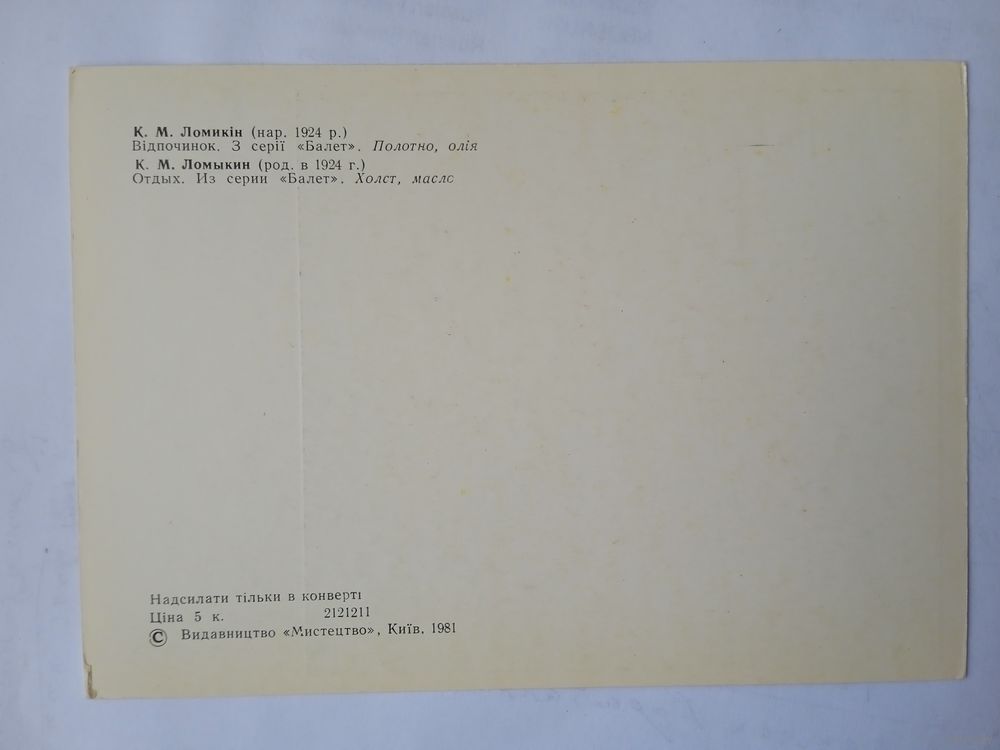 К. М. Ломикін (нар. 1924 р.)
Відпочинок. З серії «Балет». Полотно, олія
К. М. Ломыкин (род. в 1924 г.)
Отдых. Из серии «Балет». Холст, масло
Надсилати тільки в конверті
Ціна 5 к. 2121211
© Видавництво «Мистецтво», Київ, 1981